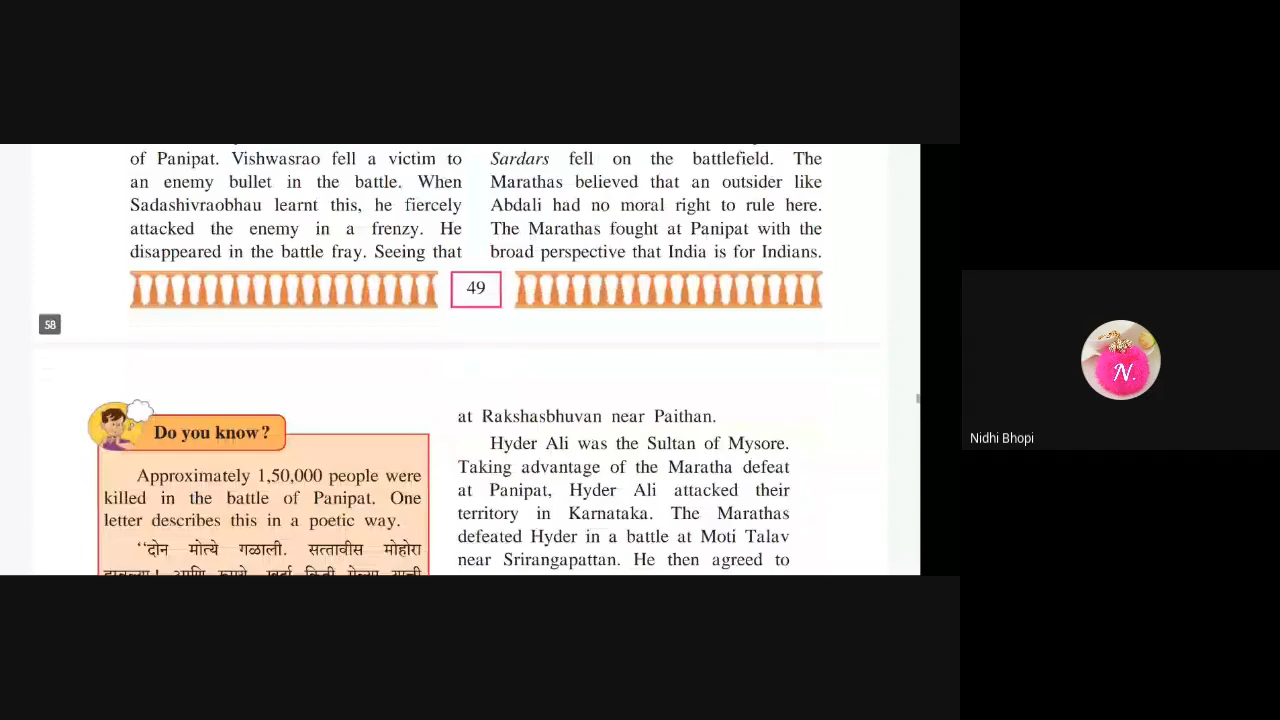 of Panipat. Vishwasrao fell a victim to
an enemy bullet in the battle. When
Sadashivraobhau learnt this, he fiercely
attacked the enemy in a frenzy. He
disappeared in the battle fray. Seeing that
Sardars fell on the battlefield. The
Marathas believed that an outsider like
Abdali had no moral right to rule here.
The Marathas fought at Panipat with the
broad perspective that India is for Indians.
49
58
Do you know?
Approximately 1,50,000 people were
killed in the battle of Panipat. One
letter describes this in a poetic way.
‘‘दोन मोत्ये गळाली. सत्तावीस मोहोरा
at Rakshasbhuvan near Paithan.
Hyder Ali was the Sultan of Mysore.
Taking advantage of the Maratha defeat
at Panipat, Hyder Ali attacked their
territory in Karnataka. The Marathas
defeated Hyder in a battle at Moti Talav
near Srirangapattan. He then agreed to
N.
Nidhi Bhopi